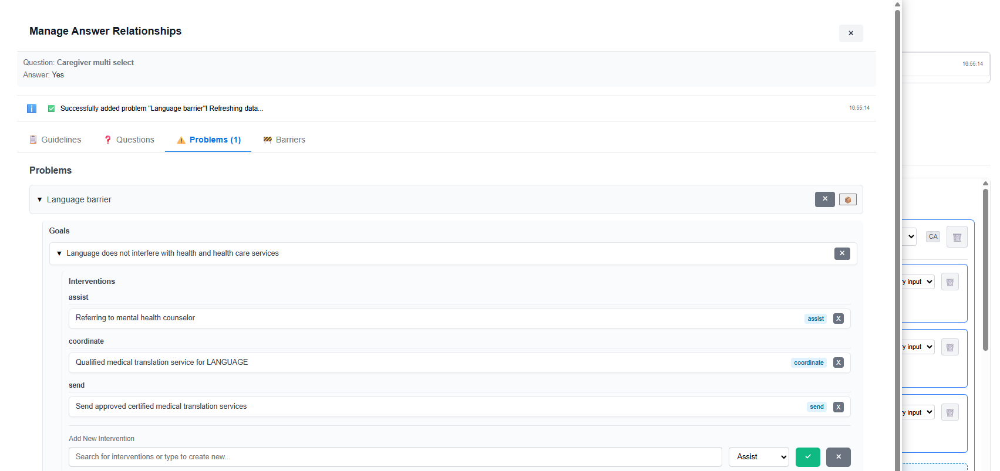 Manage Answer Relationships
Question: Caregiver multi select
Answer: Yes
16:55:14
Successfully added problem "Language barrier"! Refreshing data...
16:55:14
Guidelines
Questions
Problems (1)
Barriers
Problems
Language barrier
Goals
CA
Language does not interfere with health and health care services
Interventions
y input
assist
Referring to mental health counselor
assist
X
coordinate
y input
Qualified medical translation service for LANGUAGE
coordinate
X
send
Send approved certified medical translation services
send
X
y input
Add New Intervention
Search for interventions or type to create new...
Assist